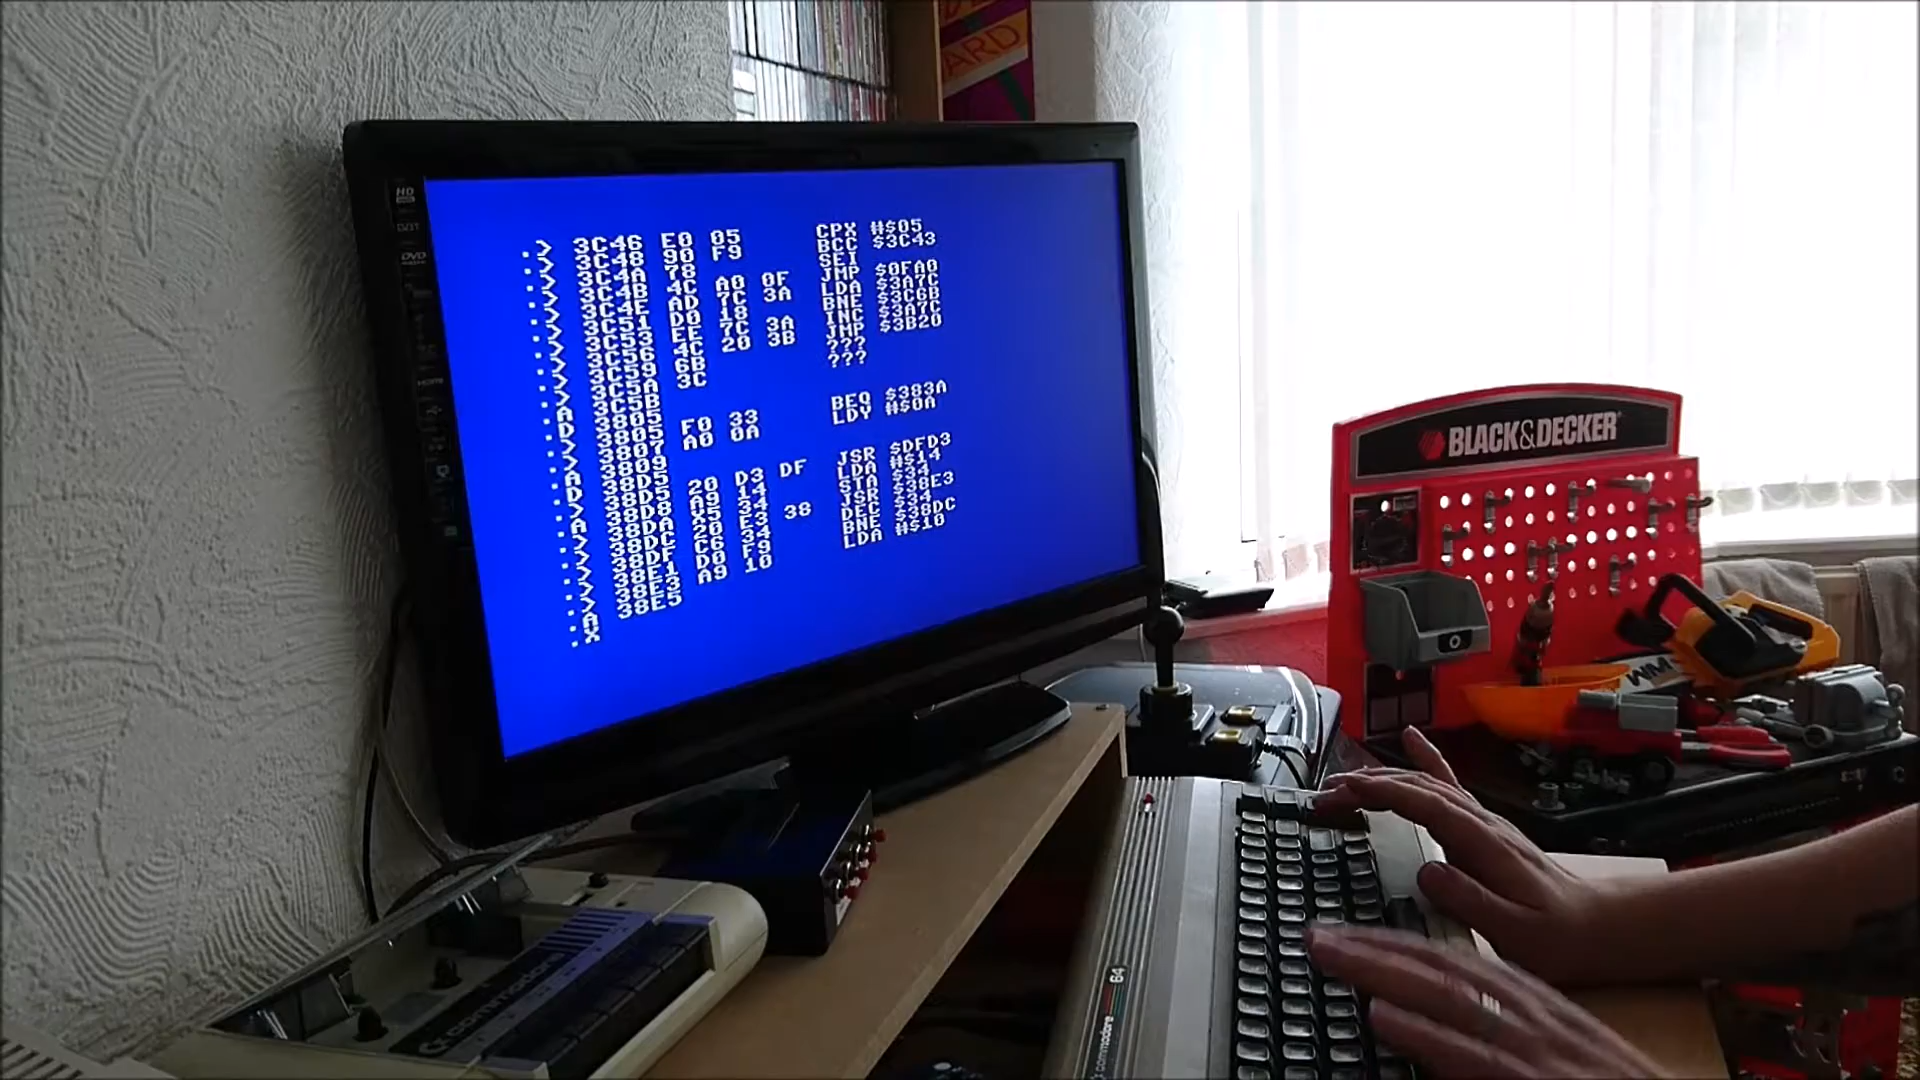 .> 3C46 E0 05 CPX #$05
.> 3C48 90 F9 BCC $3C43
.> 3C4A 78 SEI
.> 3C4B 4C A0 0F JMP $0FA0
.> 3C4E AD 7C 3A LDA $3A7C
.> 3C51 D0 18 BNE $3C6B
.> 3C53 EE 7C 3A INC $3A7C
.> 3C56 4C 20 3B JMP $3B20
.> 3C59 6B ???
.> 3C5A 3C ???
.> 3C5B
.A 3805
.D 3805 F0 33 BEQ $383A
.> 3807 A0 0A LDY #$0A
.A 3809
.D 38D5
.> 38D5 20 D3 DF JSR $DFD3
.A 38D8 A9 14 LDA #$14
.> 38DA 85 34 STA $34
.> 38DC 20 E3 38 JSR $38E3
.> 38DF C6 34 DEC $34
.> 38E1 D0 F9 BNE $38DC
.> 38E3 A9 10 LDA #$10
.A 38E5
.X
HD
DVD
HDMI
ARD
BLACK&DECKER
commodore
commodore 64